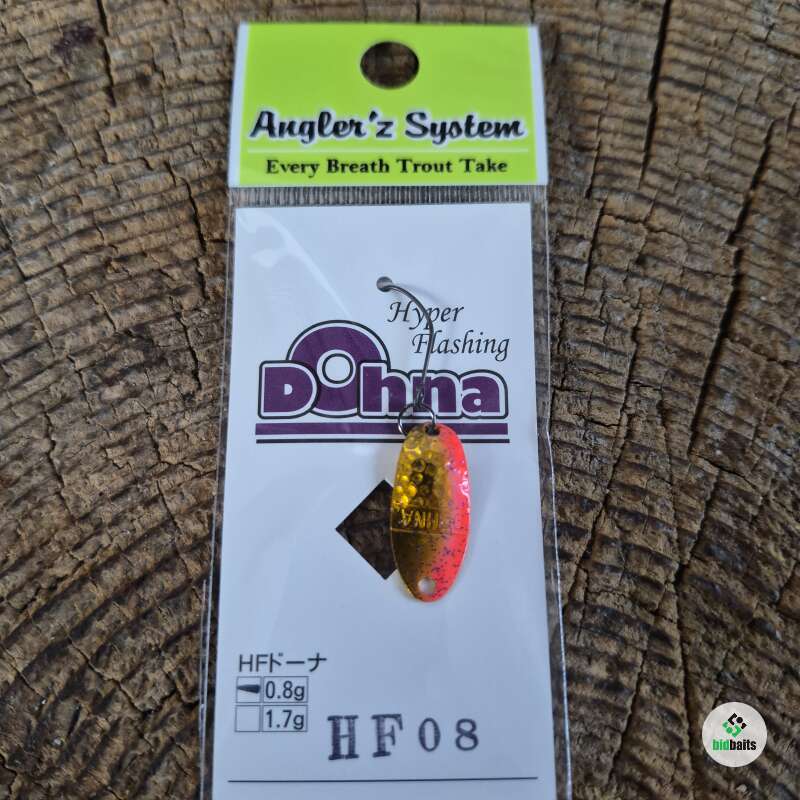 Angler'z System
Every Breath Trout Take
Hyper
Flashing
Dohna
HFドーナ
0.8g
1.7g
HF08
bidbaits